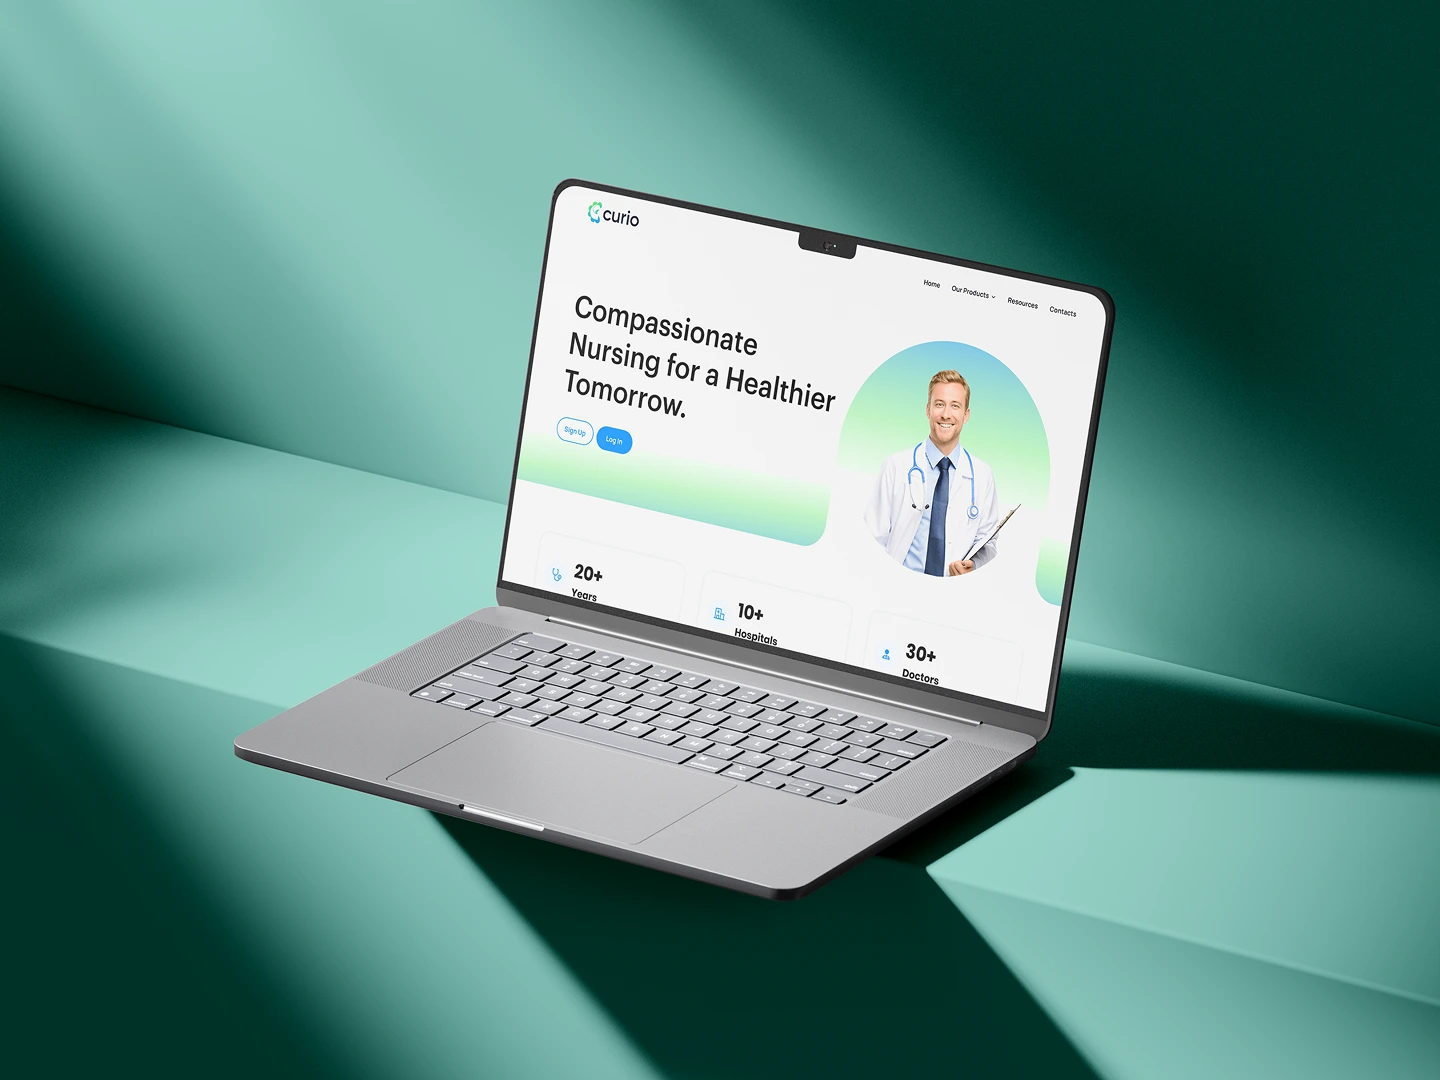 curio
Home
Our Products
Resources
Contacts
Compassionate
Nursing for a Healthier
Tomorrow.
Sign Up
Log In
20+
Years
10+
Hospitals
30+
Doctors